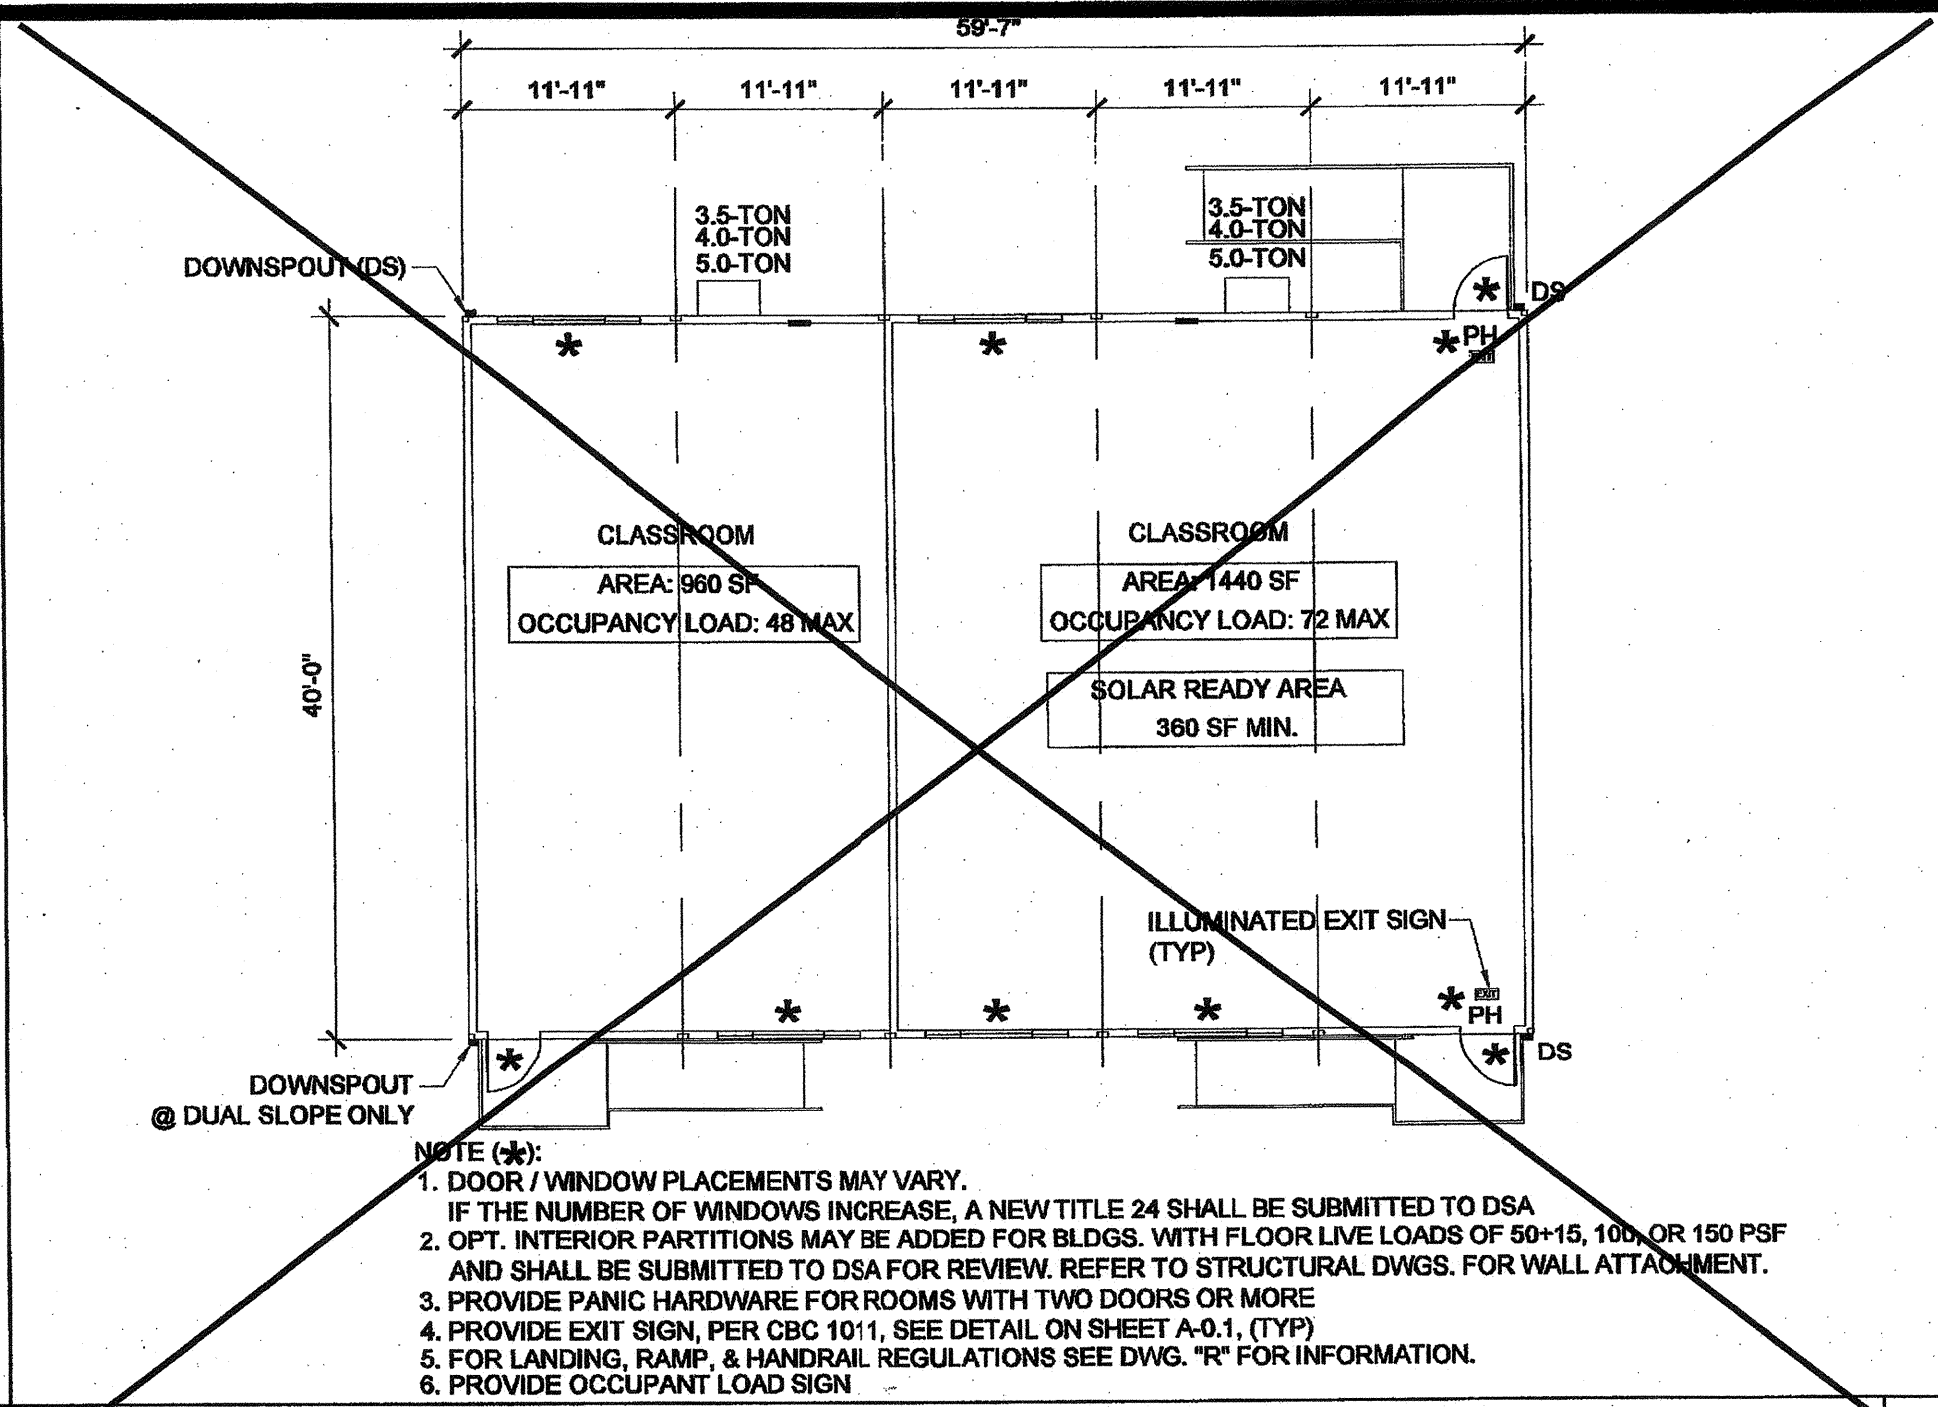 59'-7"
11'-11" 11'-11" 11'-11" 11'-11" 11'-11"
3.5-TON
4.0-TON
5.0-TON
3.5-TON
4.0-TON
5.0-TON
DOWNSPOUT (DS)
* DS
* * * PH
EXIT
CLASSROOM
AREA: 960 SF
OCCUPANCY LOAD: 48 MAX
CLASSROOM
AREA: 1440 SF
OCCUPANCY LOAD: 72 MAX
SOLAR READY AREA
360 SF MIN.
40'-0"
ILLUMINATED EXIT SIGN
(TYP)
* EXIT
* * * PH
* * DS
DOWNSPOUT
@ DUAL SLOPE ONLY
NOTE (*):
1. DOOR / WINDOW PLACEMENTS MAY VARY.
IF THE NUMBER OF WINDOWS INCREASE, A NEW TITLE 24 SHALL BE SUBMITTED TO DSA
2. OPT. INTERIOR PARTITIONS MAY BE ADDED FOR BLDGS. WITH FLOOR LIVE LOADS OF 50+15, 100, OR 150 PSF
AND SHALL BE SUBMITTED TO DSA FOR REVIEW. REFER TO STRUCTURAL DWGS. FOR WALL ATTACHMENT.
3. PROVIDE PANIC HARDWARE FOR ROOMS WITH TWO DOORS OR MORE
4. PROVIDE EXIT SIGN, PER CBC 1011, SEE DETAIL ON SHEET A-0.1, (TYP)
5. FOR LANDING, RAMP, & HANDRAIL REGULATIONS SEE DWG. "R" FOR INFORMATION.
6. PROVIDE OCCUPANT LOAD SIGN